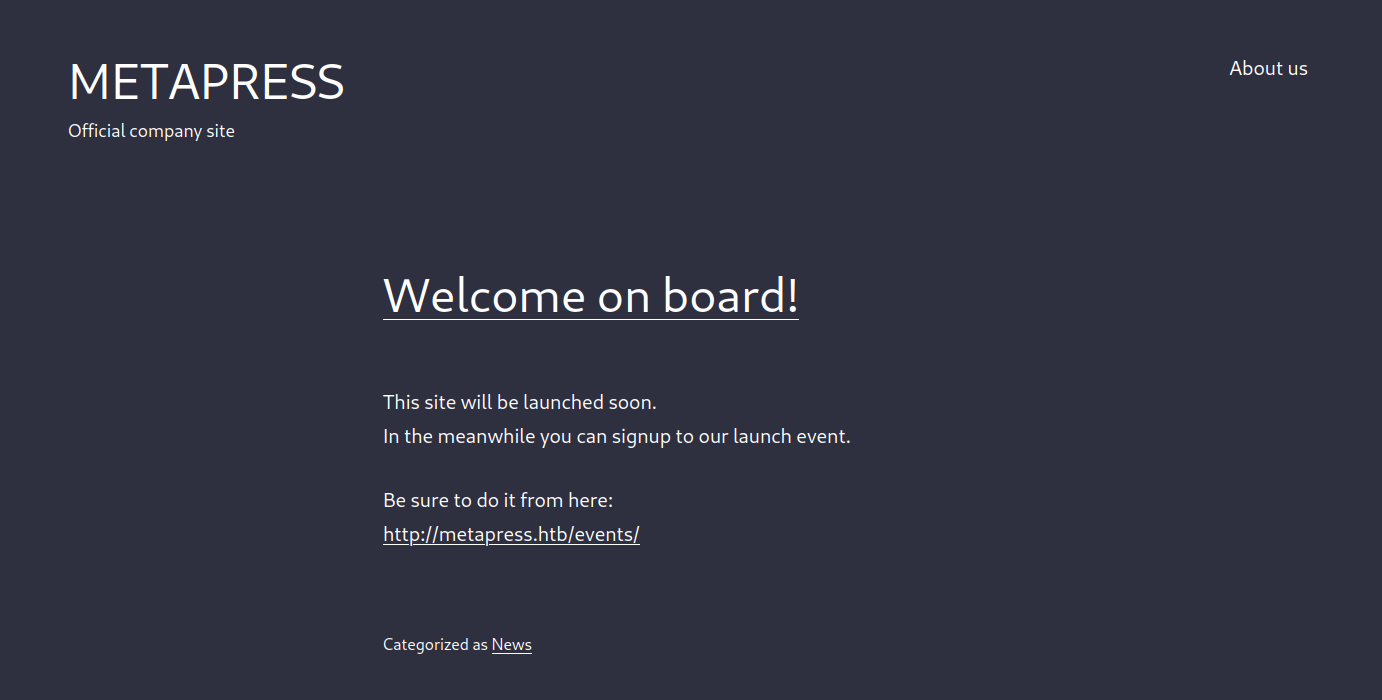 METAPRESS
About us
Official company site
Welcome on board!
This site will be launched soon.
In the meanwhile you can signup to our launch event.
Be sure to do it from here:
http://metapress.htb/events/
Categorized as News